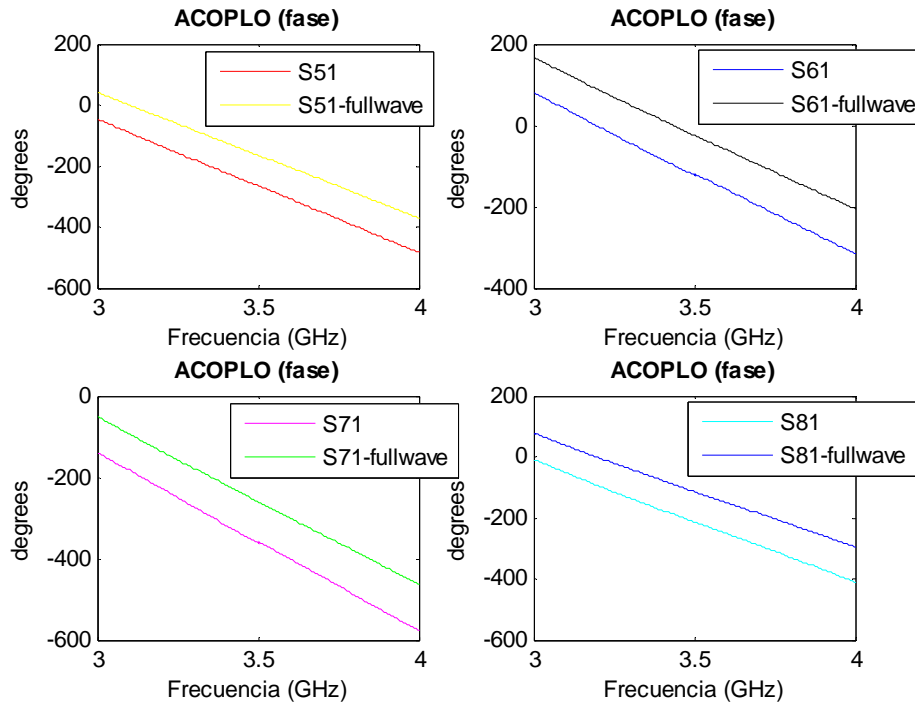 ACOPLO (fase)
200
0
-200
-400
-600
degrees
S51
S51-fullwave
3
3.5
4
Frecuencia (GHz)
ACOPLO (fase)
200
0
-200
-400
degrees
S61
S61-fullwave
3
3.5
4
Frecuencia (GHz)
ACOPLO (fase)
0
-200
-400
-600
degrees
S71
S71-fullwave
3
3.5
4
Frecuencia (GHz)
ACOPLO (fase)
200
0
-200
-400
-600
degrees
S81
S81-fullwave
3
3.5
4
Frecuencia (GHz)